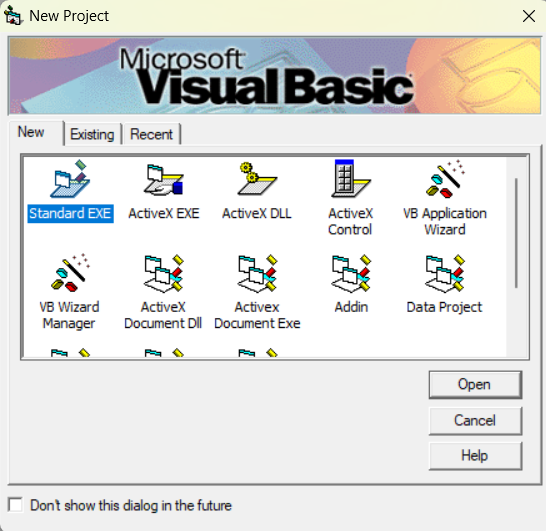 New Project
Microsoft
Visual Basic
New Existing Recent
Standard EXE ActiveX EXE ActiveX DLL ActiveX Control VB Application Wizard
VB Wizard Manager ActiveX Document Dll Activex Document Exe Addin Data Project
Open
Cancel
Help
Don't show this dialog in the future